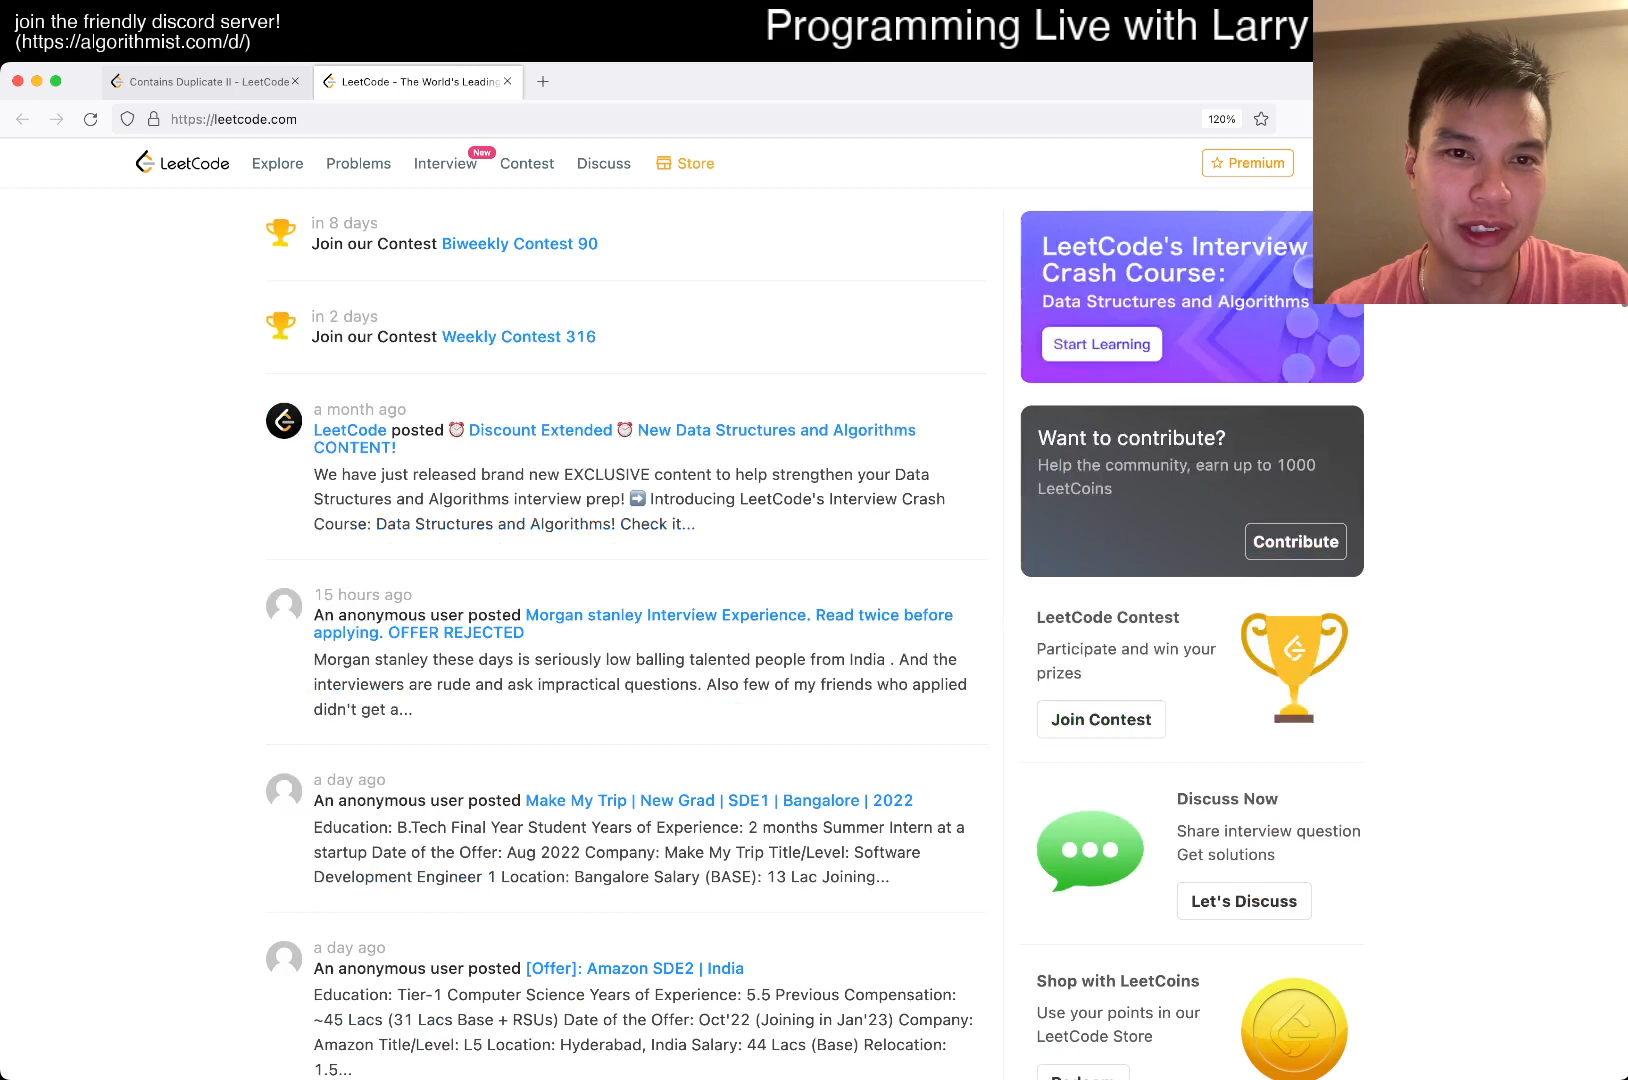 join the friendly discord server!
(https://algorithmist.com/d/)
Programming Live with Larry
Contains Duplicate II - LeetCode
LeetCode - The World's Leading
https://leetcode.com
120%
LeetCode
Explore
Problems
Interview
New
Contest
Discuss
Store
Premium
in 8 days
Join our Contest Biweekly Contest 90
in 2 days
Join our Contest Weekly Contest 316
a month ago
LeetCode posted ⏰ Discount Extended ⏰ New Data Structures and Algorithms
CONTENT!
We have just released brand new EXCLUSIVE content to help strengthen your Data
Structures and Algorithms interview prep! ➡️ Introducing LeetCode's Interview Crash
Course: Data Structures and Algorithms! Check it...
15 hours ago
An anonymous user posted Morgan stanley Interview Experience. Read twice before
applying. OFFER REJECTED
Morgan stanley these days is seriously low balling talented people from India . And the
interviewers are rude and ask impractical questions. Also few of my friends who applied
didn't get a...
a day ago
An anonymous user posted Make My Trip | New Grad | SDE1 | Bangalore | 2022
Education: B.Tech Final Year Student Years of Experience: 2 months Summer Intern at a
startup Date of the Offer: Aug 2022 Company: Make My Trip Title/Level: Software
Development Engineer 1 Location: Bangalore Salary (BASE): 13 Lac Joining...
a day ago
An anonymous user posted [Offer]: Amazon SDE2 | India
Education: Tier-1 Computer Science Years of Experience: 5.5 Previous Compensation:
~45 Lacs (31 Lacs Base + RSUs) Date of the Offer: Oct'22 (Joining in Jan'23) Company:
Amazon Title/Level: L5 Location: Hyderabad, India Salary: 44 Lacs (Base) Relocation:
1.5...
LeetCode's Interview
Crash Course:
Data Structures and Algorithms
Start Learning
Want to contribute?
Help the community, earn up to 1000
LeetCoins
Contribute
LeetCode Contest
Participate and win your
prizes
Join Contest
Discuss Now
Share interview question
Get solutions
Let's Discuss
Shop with LeetCoins
Use your points in our
LeetCode Store